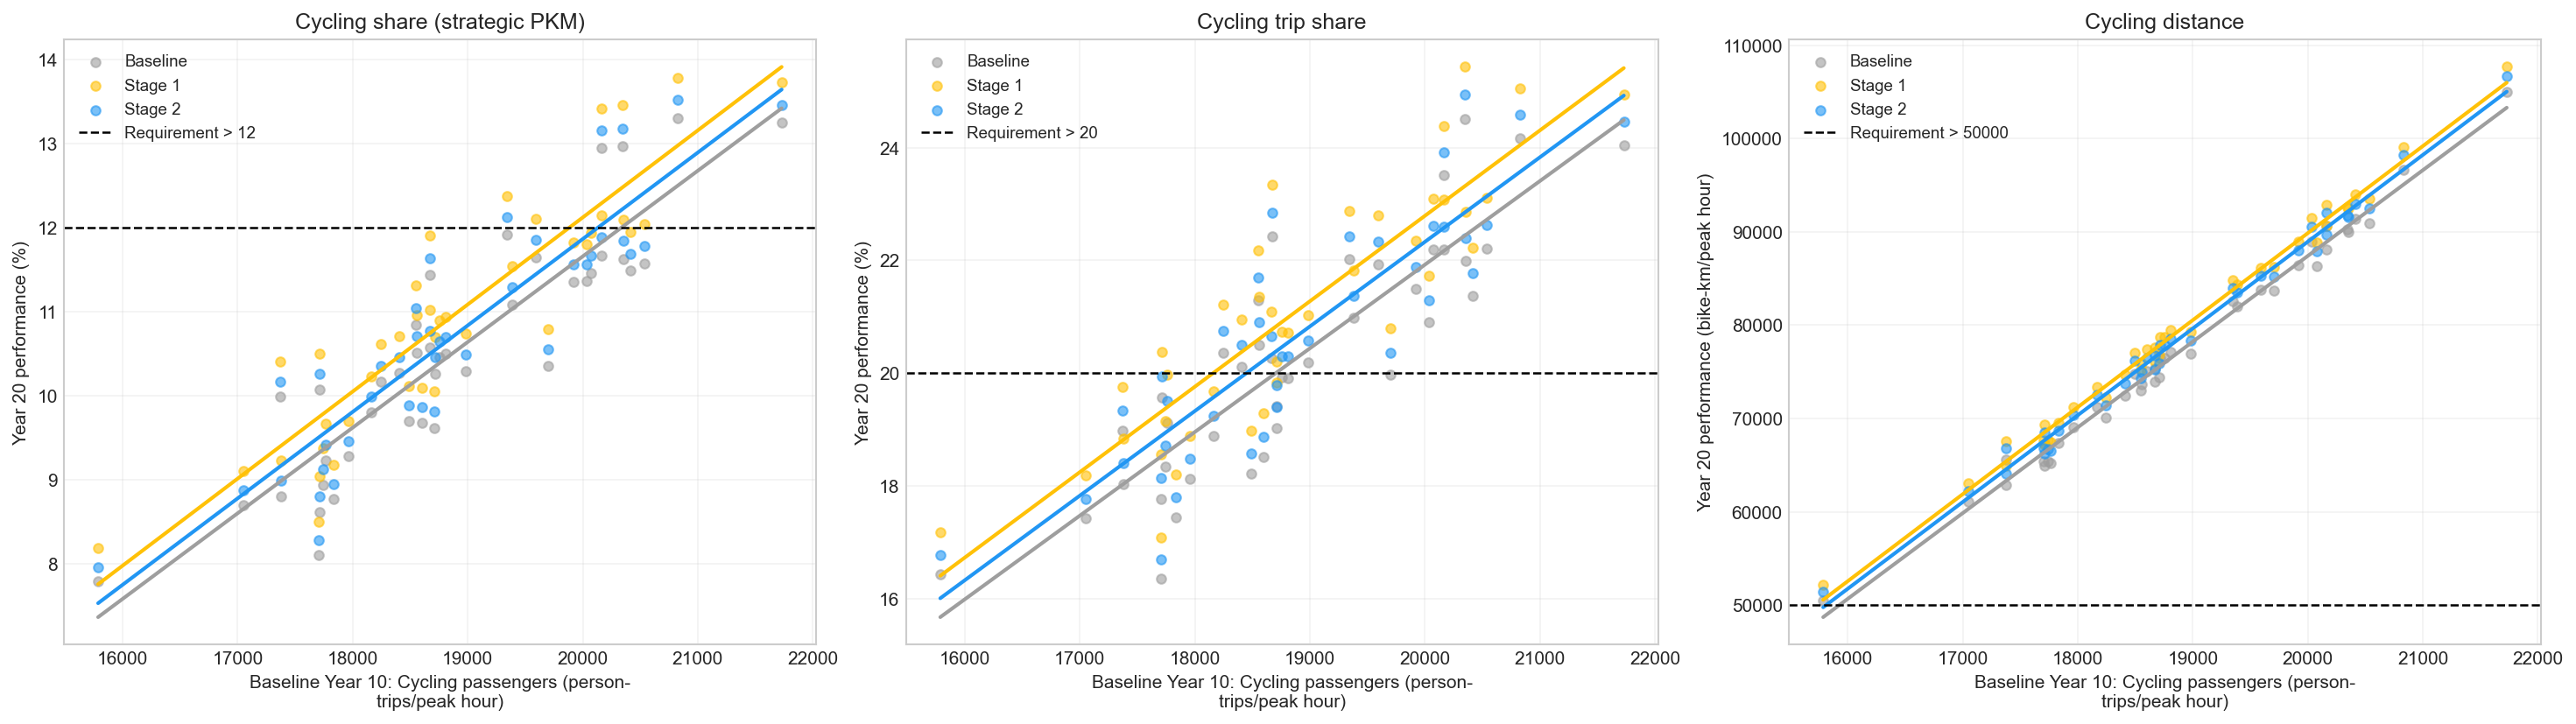 Cycling share (strategic PKM)
Baseline
Stage 1
Stage 2
Requirement > 12
14
13
12
11
10
9
8
Year 20 performance (%)
16000 17000 18000 19000 20000 21000 22000
Baseline Year 10: Cycling passengers (person-
trips/peak hour)
Cycling trip share
Baseline
Stage 1
Stage 2
Requirement > 20
24
22
20
18
16
Year 20 performance (%)
16000 17000 18000 19000 20000 21000 22000
Baseline Year 10: Cycling passengers (person-
trips/peak hour)
Cycling distance
Baseline
Stage 1
Stage 2
Requirement > 50000
110000
100000
90000
80000
70000
60000
50000
Year 20 performance (bike-km/peak hour)
16000 17000 18000 19000 20000 21000 22000
Baseline Year 10: Cycling passengers (person-
trips/peak hour)